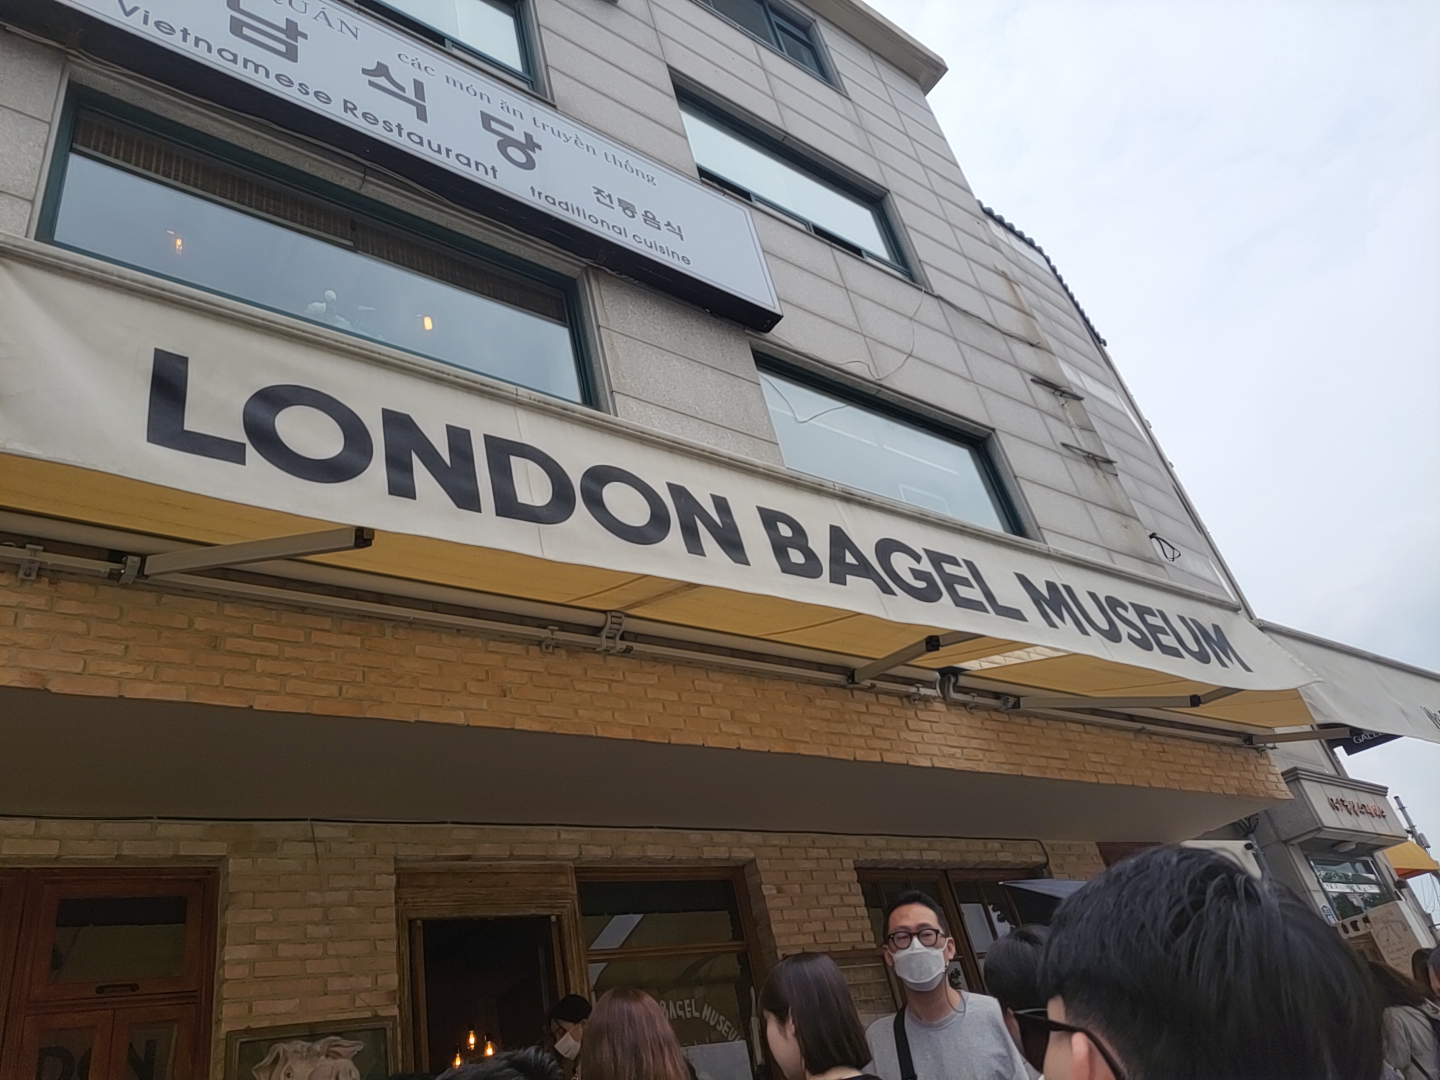 QUÁN các món ăn truyền thống
남식당 전통음식
Vietnamese Restaurant traditional cuisine
LONDON BAGEL MUSEUM
BAGEL MUSEUM